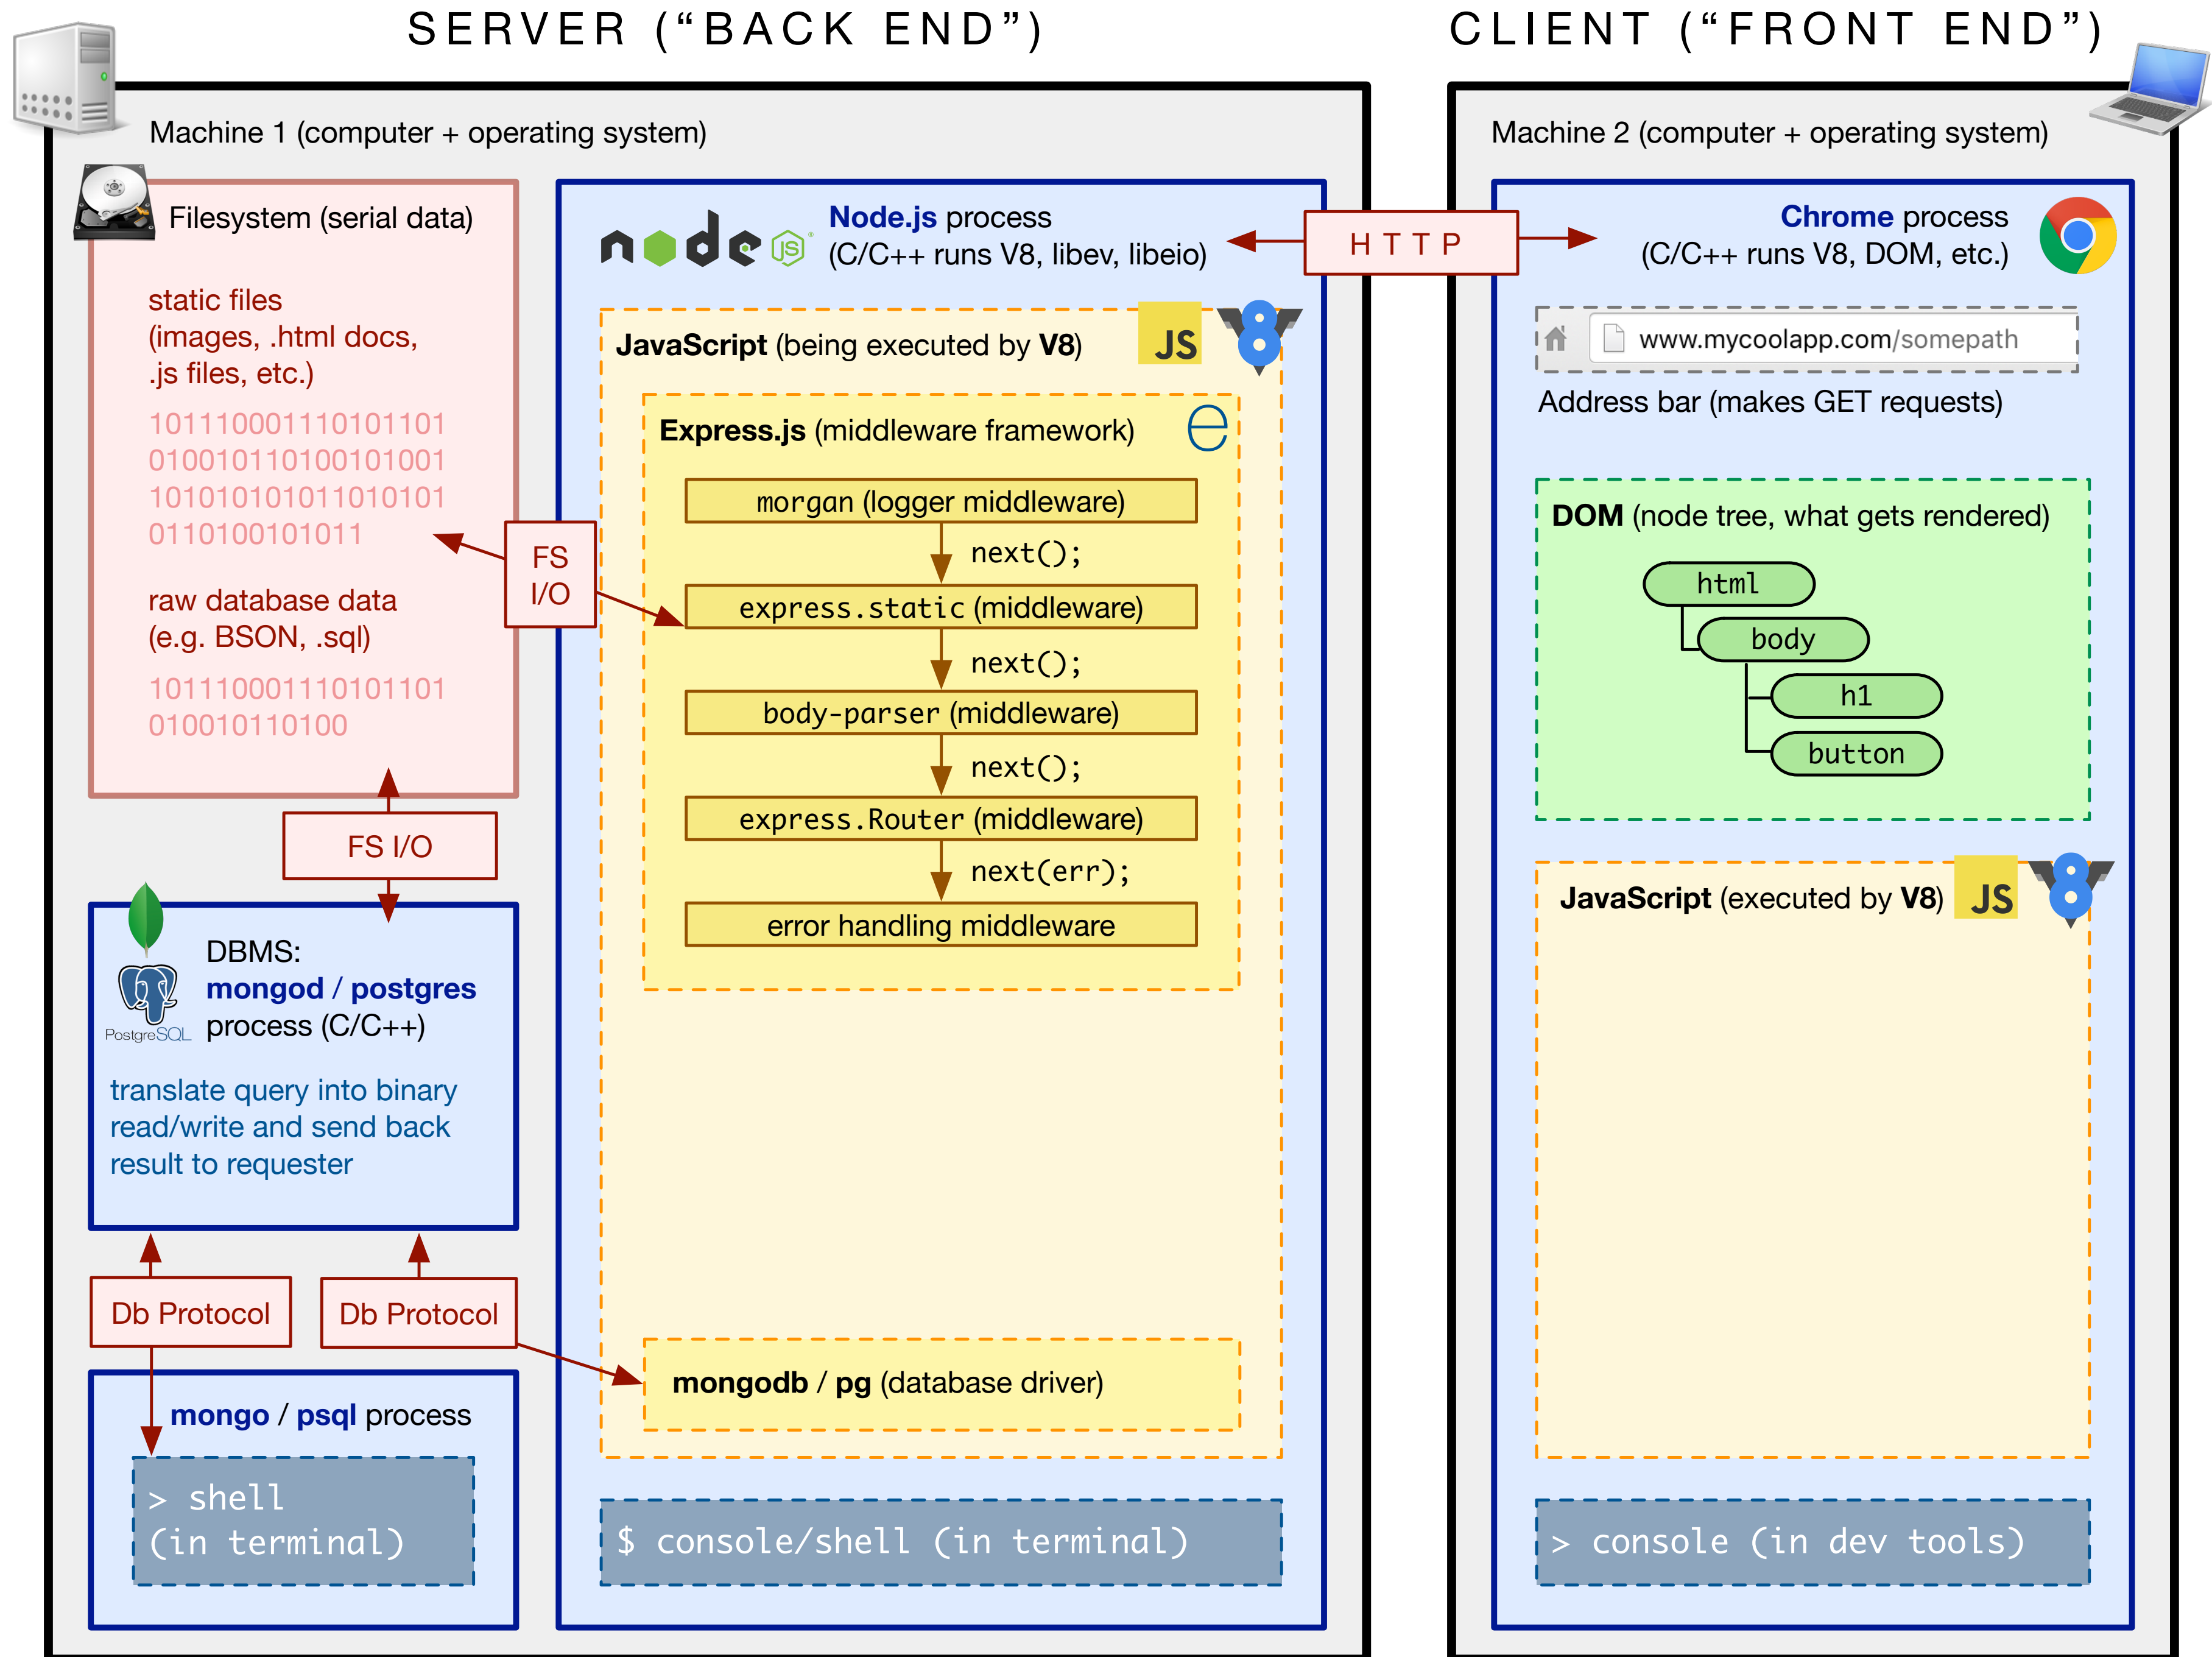 SERVER (“BACK END”)
Machine 1 (computer + operating system)
Filesystem (serial data)
static files
(images, .html docs,
.js files, etc.)
101110001110101101
010010110100101001
101010101011010101
0110100101011
raw database data
(e.g. BSON, .sql)
101110001110101101
010010110100
FS I/O
DBMS:
mongod / postgres
process (C/C++)
PostgreSQL
translate query into binary
read/write and send back
result to requester
Db Protocol
Db Protocol
mongo / psql process
> shell
(in terminal)
FS
I/O
node JS
Node.js process
(C/C++ runs V8, libev, libeio)
HTTP
JavaScript (being executed by V8)
JS
8
Express.js (middleware framework)
e
morgan (logger middleware)
next();
express.static (middleware)
next();
body-parser (middleware)
next();
express.Router (middleware)
next(err);
error handling middleware
mongodb / pg (database driver)
$ console/shell (in terminal)
CLIENT (“FRONT END”)
Machine 2 (computer + operating system)
Chrome process
(C/C++ runs V8, DOM, etc.)
www.mycoolapp.com/somepath
Address bar (makes GET requests)
DOM (node tree, what gets rendered)
html
body
h1
button
JavaScript (executed by V8)
JS
8
> console (in dev tools)